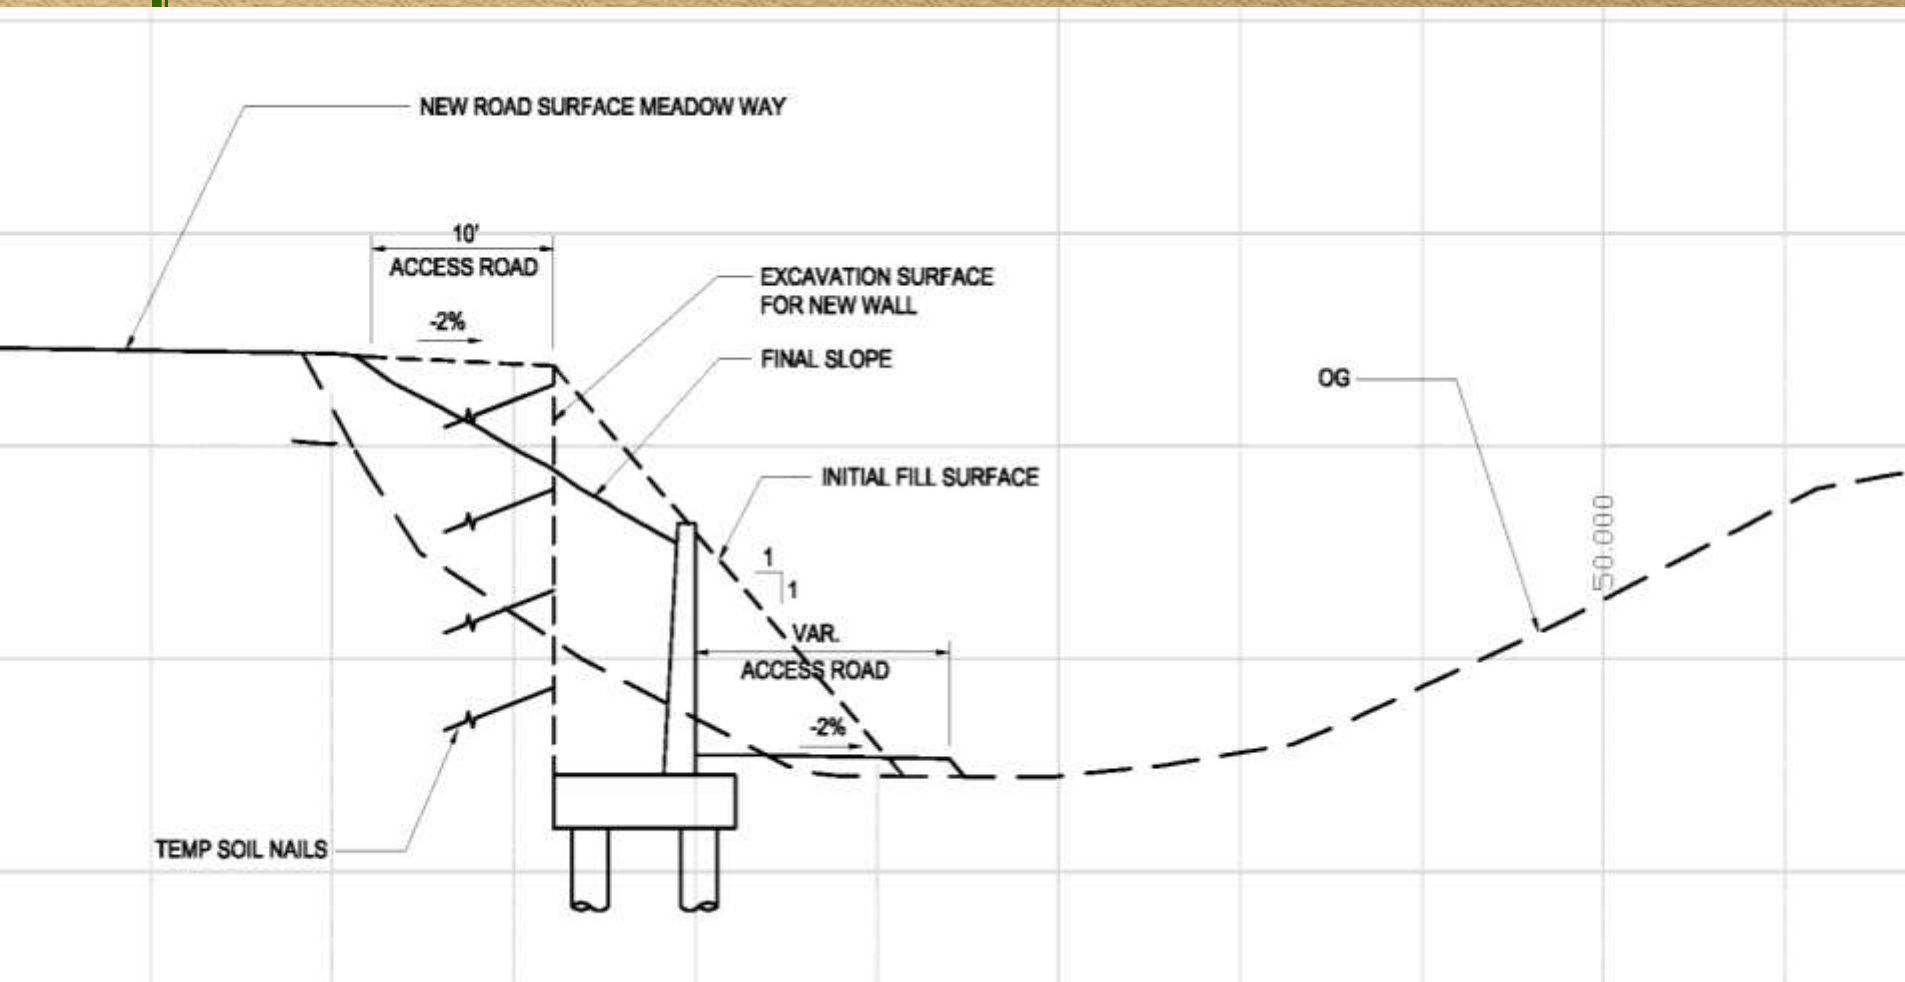 NEW ROAD SURFACE MEADOW WAY
10'
ACCESS ROAD
-2%
EXCAVATION SURFACE
FOR NEW WALL
FINAL SLOPE
OG
INITIAL FILL SURFACE
50.000
1
1
VAR.
ACCESS ROAD
-2%
TEMP SOIL NAILS